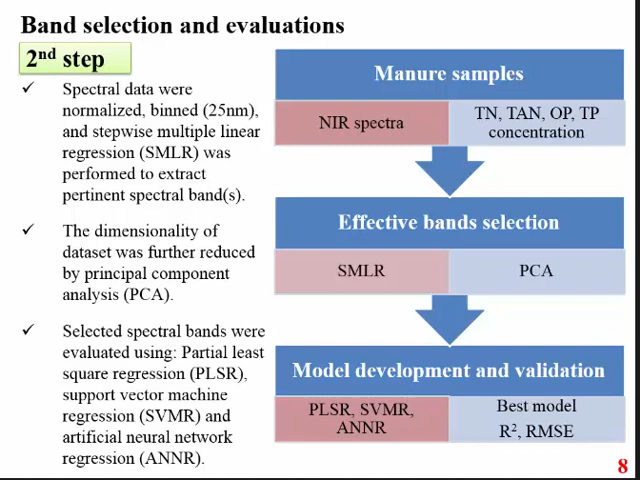 Band selection and evaluations
2nd step
✓ Spectral data were
normalized, binned (25nm),
and stepwise multiple linear
regression (SMLR) was
performed to extract
pertinent spectral band(s).
✓ The dimensionality of
dataset was further reduced
by principal component
analysis (PCA).
✓ Selected spectral bands were
evaluated using: Partial least
square regression (PLSR),
support vector machine
regression (SVMR) and
artificial neural network
regression (ANNR).
Manure samples
NIR spectra
TN, TAN, OP, TP
concentration
Effective bands selection
SMLR
PCA
Model development and validation
PLSR, SVMR,
ANNR
Best model
R², RMSE
8